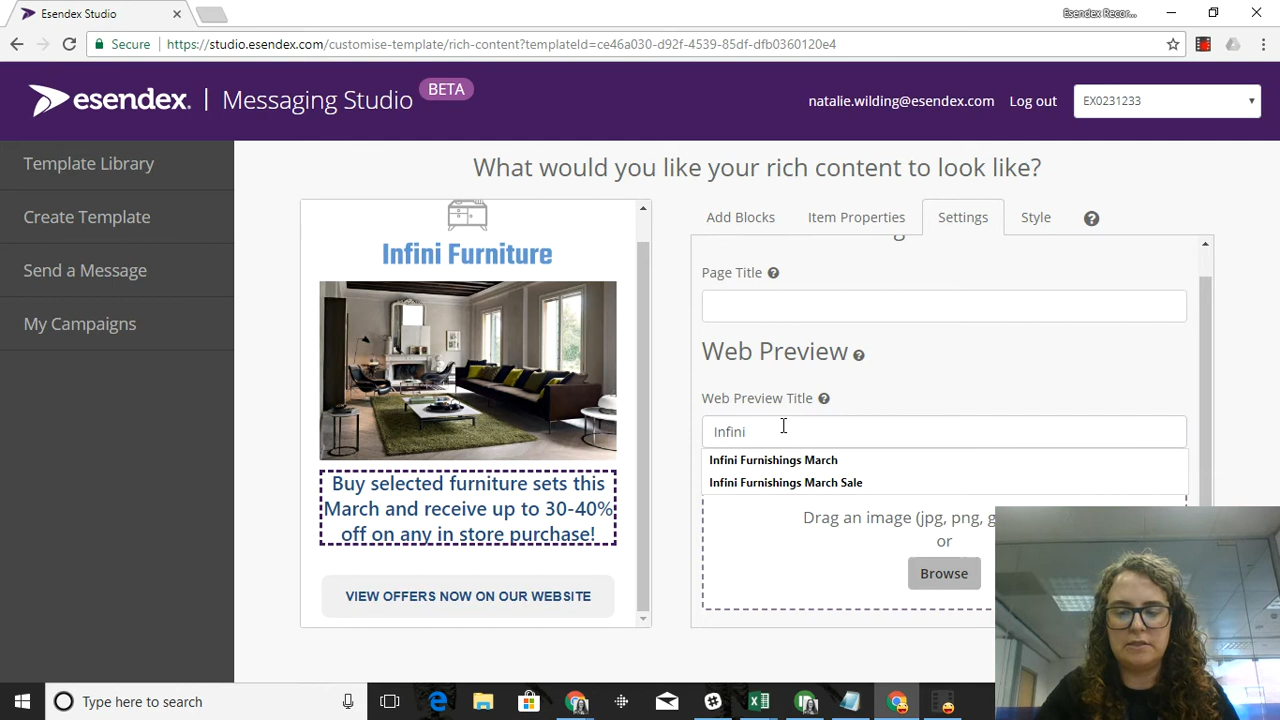 Esendex Studio
Esendex Recor...
Secure
https://studio.esendex.com/customise-template/rich-content?templateId=ce46a030-d92f-4539-85df-dfb0360120e4
esendex. | Messaging Studio BETA
natalie.wilding@esendex.com
Log out
EX0231233
Template Library
Create Template
Send a Message
My Campaigns
What would you like your rich content to look like?
Infini Furniture
Buy selected furniture sets this
March and receive up to 30-40%
off on any in store purchase!
VIEW OFFERS NOW ON OUR WEBSITE
Add Blocks
Item Properties
Settings
Style
Page Title
Web Preview
Web Preview Title
Infini
Infini Furnishings March
Infini Furnishings March Sale
Drag an image (jpg, png, g
or
Browse
Type here to search